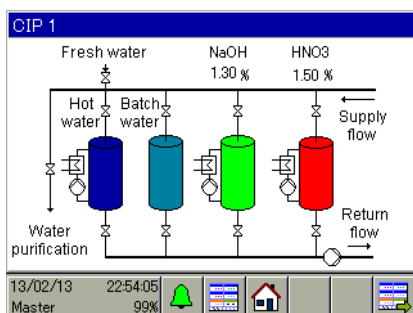 CIP 1
Fresh water
NaOH
1.30 %
HNO3
1.50 %
Hot
water
Batch
water
Supply
flow
Water
purification
Return
flow
13/02/13 22:54:05
Master 99%